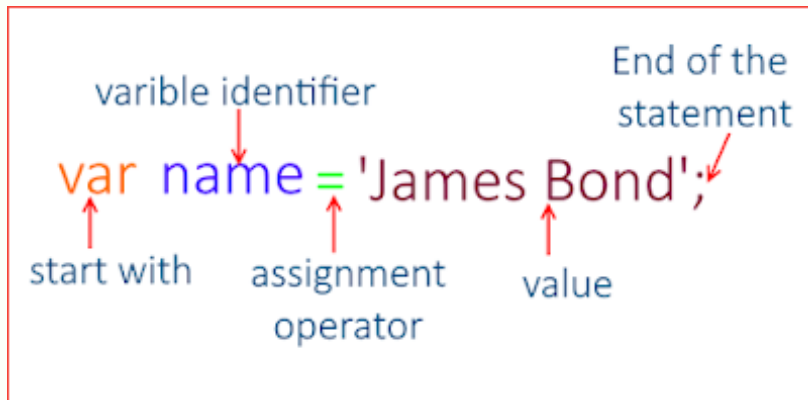 varible identifier
End of the
statement
var name = 'James Bond';
start with
assignment
operator
value